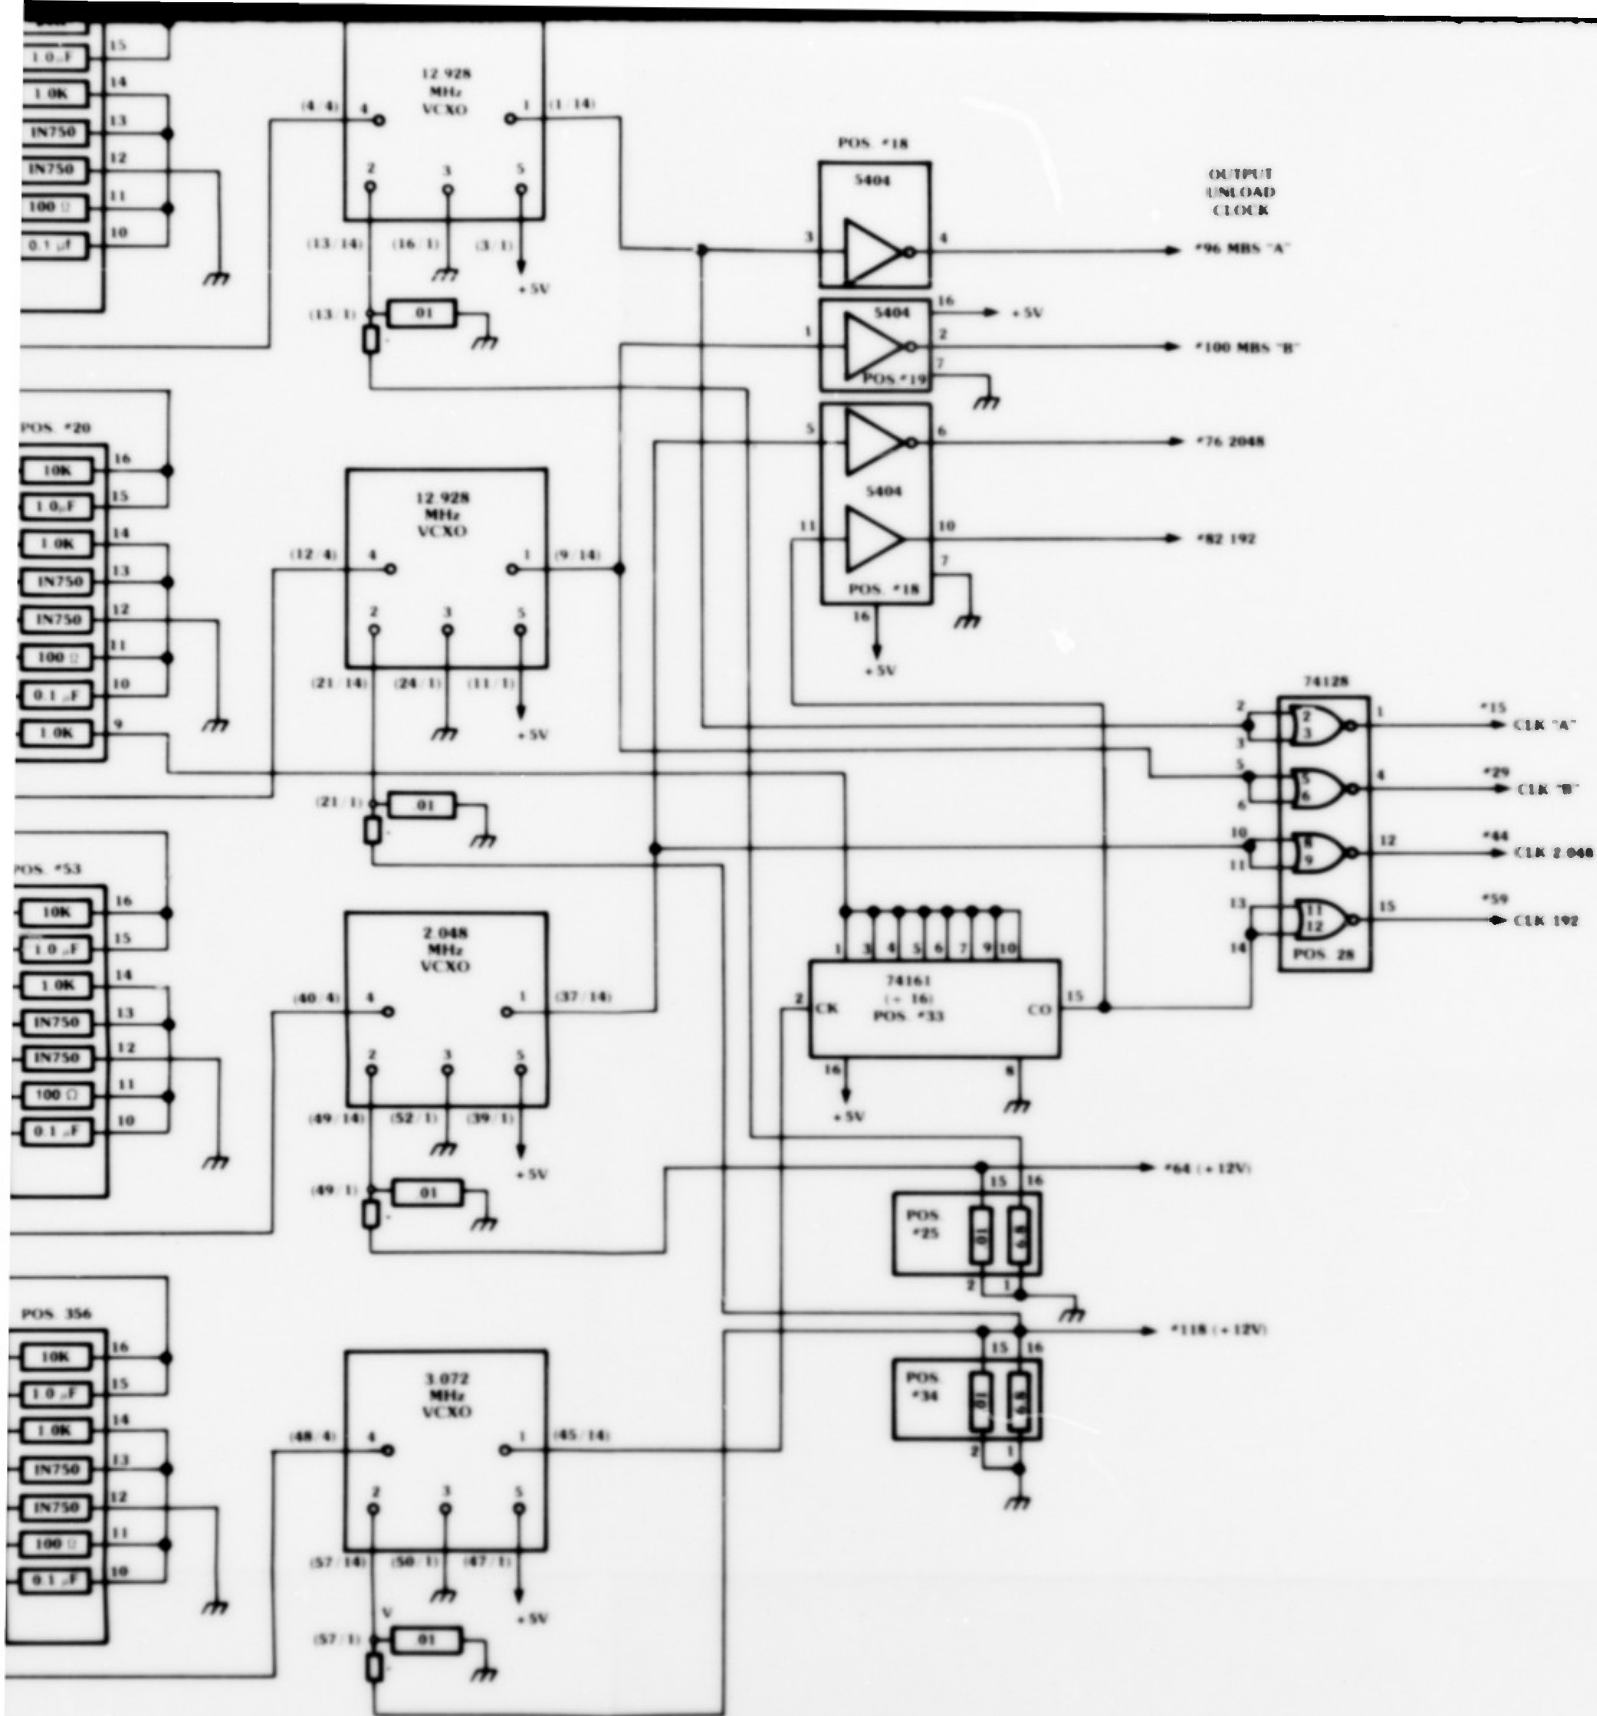 15
1.0µF
14
1.0K
13
IN750
12
IN750
11
100 Ω
10
0.1 µf
12.928
MHz
VCXO
(4/4) 4
1 (1/14)
2
3
5
(13/14)
(16/1)
(3/1)
+5V
(13/1)
.01
POS. #18
5404
3
4
OUTPUT
UNLOAD
CLOCK
#96 MBS "A"
5404
16
+5V
1
2
#100 MBS "B"
7
POS. #19
5
6
#76 2048
5404
11
10
#82 192
7
POS. #18
16
+5V
POS. #20
10K
16
1.0µF
15
1.0K
14
IN750
13
IN750
12
100 Ω
11
0.1 µF
10
1.0K
9
12.928
MHz
VCXO
(12/4) 4
1 (9/14)
2
3
5
(21/14)
(24/1)
(11/1)
+5V
(21/1)
.01
74128
2
3
2
3
1
#15
CLK "A"
5
6
5
6
4
#29
CLK "B"
10
11
8
9
12
#44
CLK 2.048
13
14
11
12
15
#59
CLK 192
POS. 28
POS. #53
10K
16
1.0 µF
15
1.0K
14
IN750
13
IN750
12
100 Ω
11
0.1 µF
10
2.048
MHz
VCXO
(40/4) 4
1 (37/14)
2
3
5
(49/14)
(52/1)
(39/1)
+5V
(49/1)
.01
1 3 4 5 6 7 9 10
74161
(÷ 16)
POS. #33
2
CK
CO
15
16
8
+5V
#64 (+12V)
15
16
POS.
#25
.01
6.8
2
1
#118 (+12V)
15
16
POS.
#34
.01
6.8
2
1
POS. 356
10K
16
1.0 µF
15
1.0K
14
IN750
13
IN750
12
100 Ω
11
0.1 µF
10
3.072
MHz
VCXO
(48/4) 4
1 (45/14)
2
3
5
(57/14)
(50/1)
(47/1)
+5V
V
(57/1)
.01